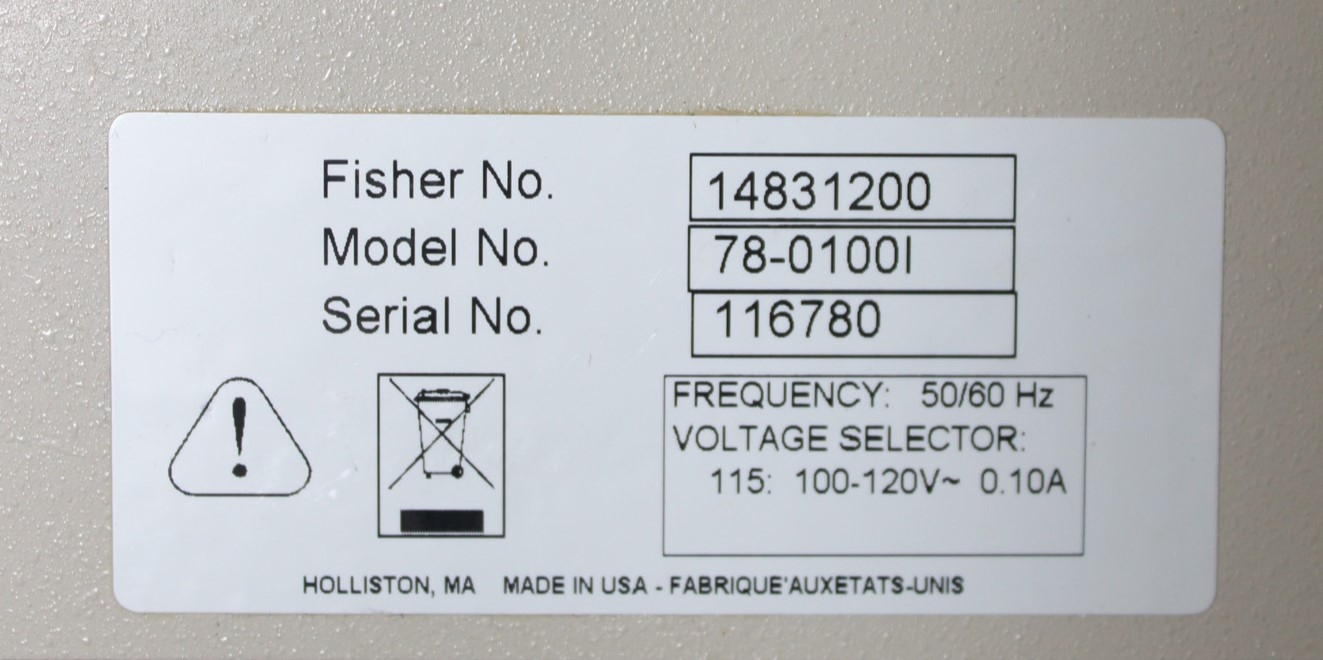 Fisher No. 14831200
Model No. 78-0100I
Serial No. 116780
FREQUENCY: 50/60 Hz
VOLTAGE SELECTOR:
115: 100-120V~ 0.10A
HOLLISTON, MA MADE IN USA - FABRIQUE'AUXETATS-UNIS